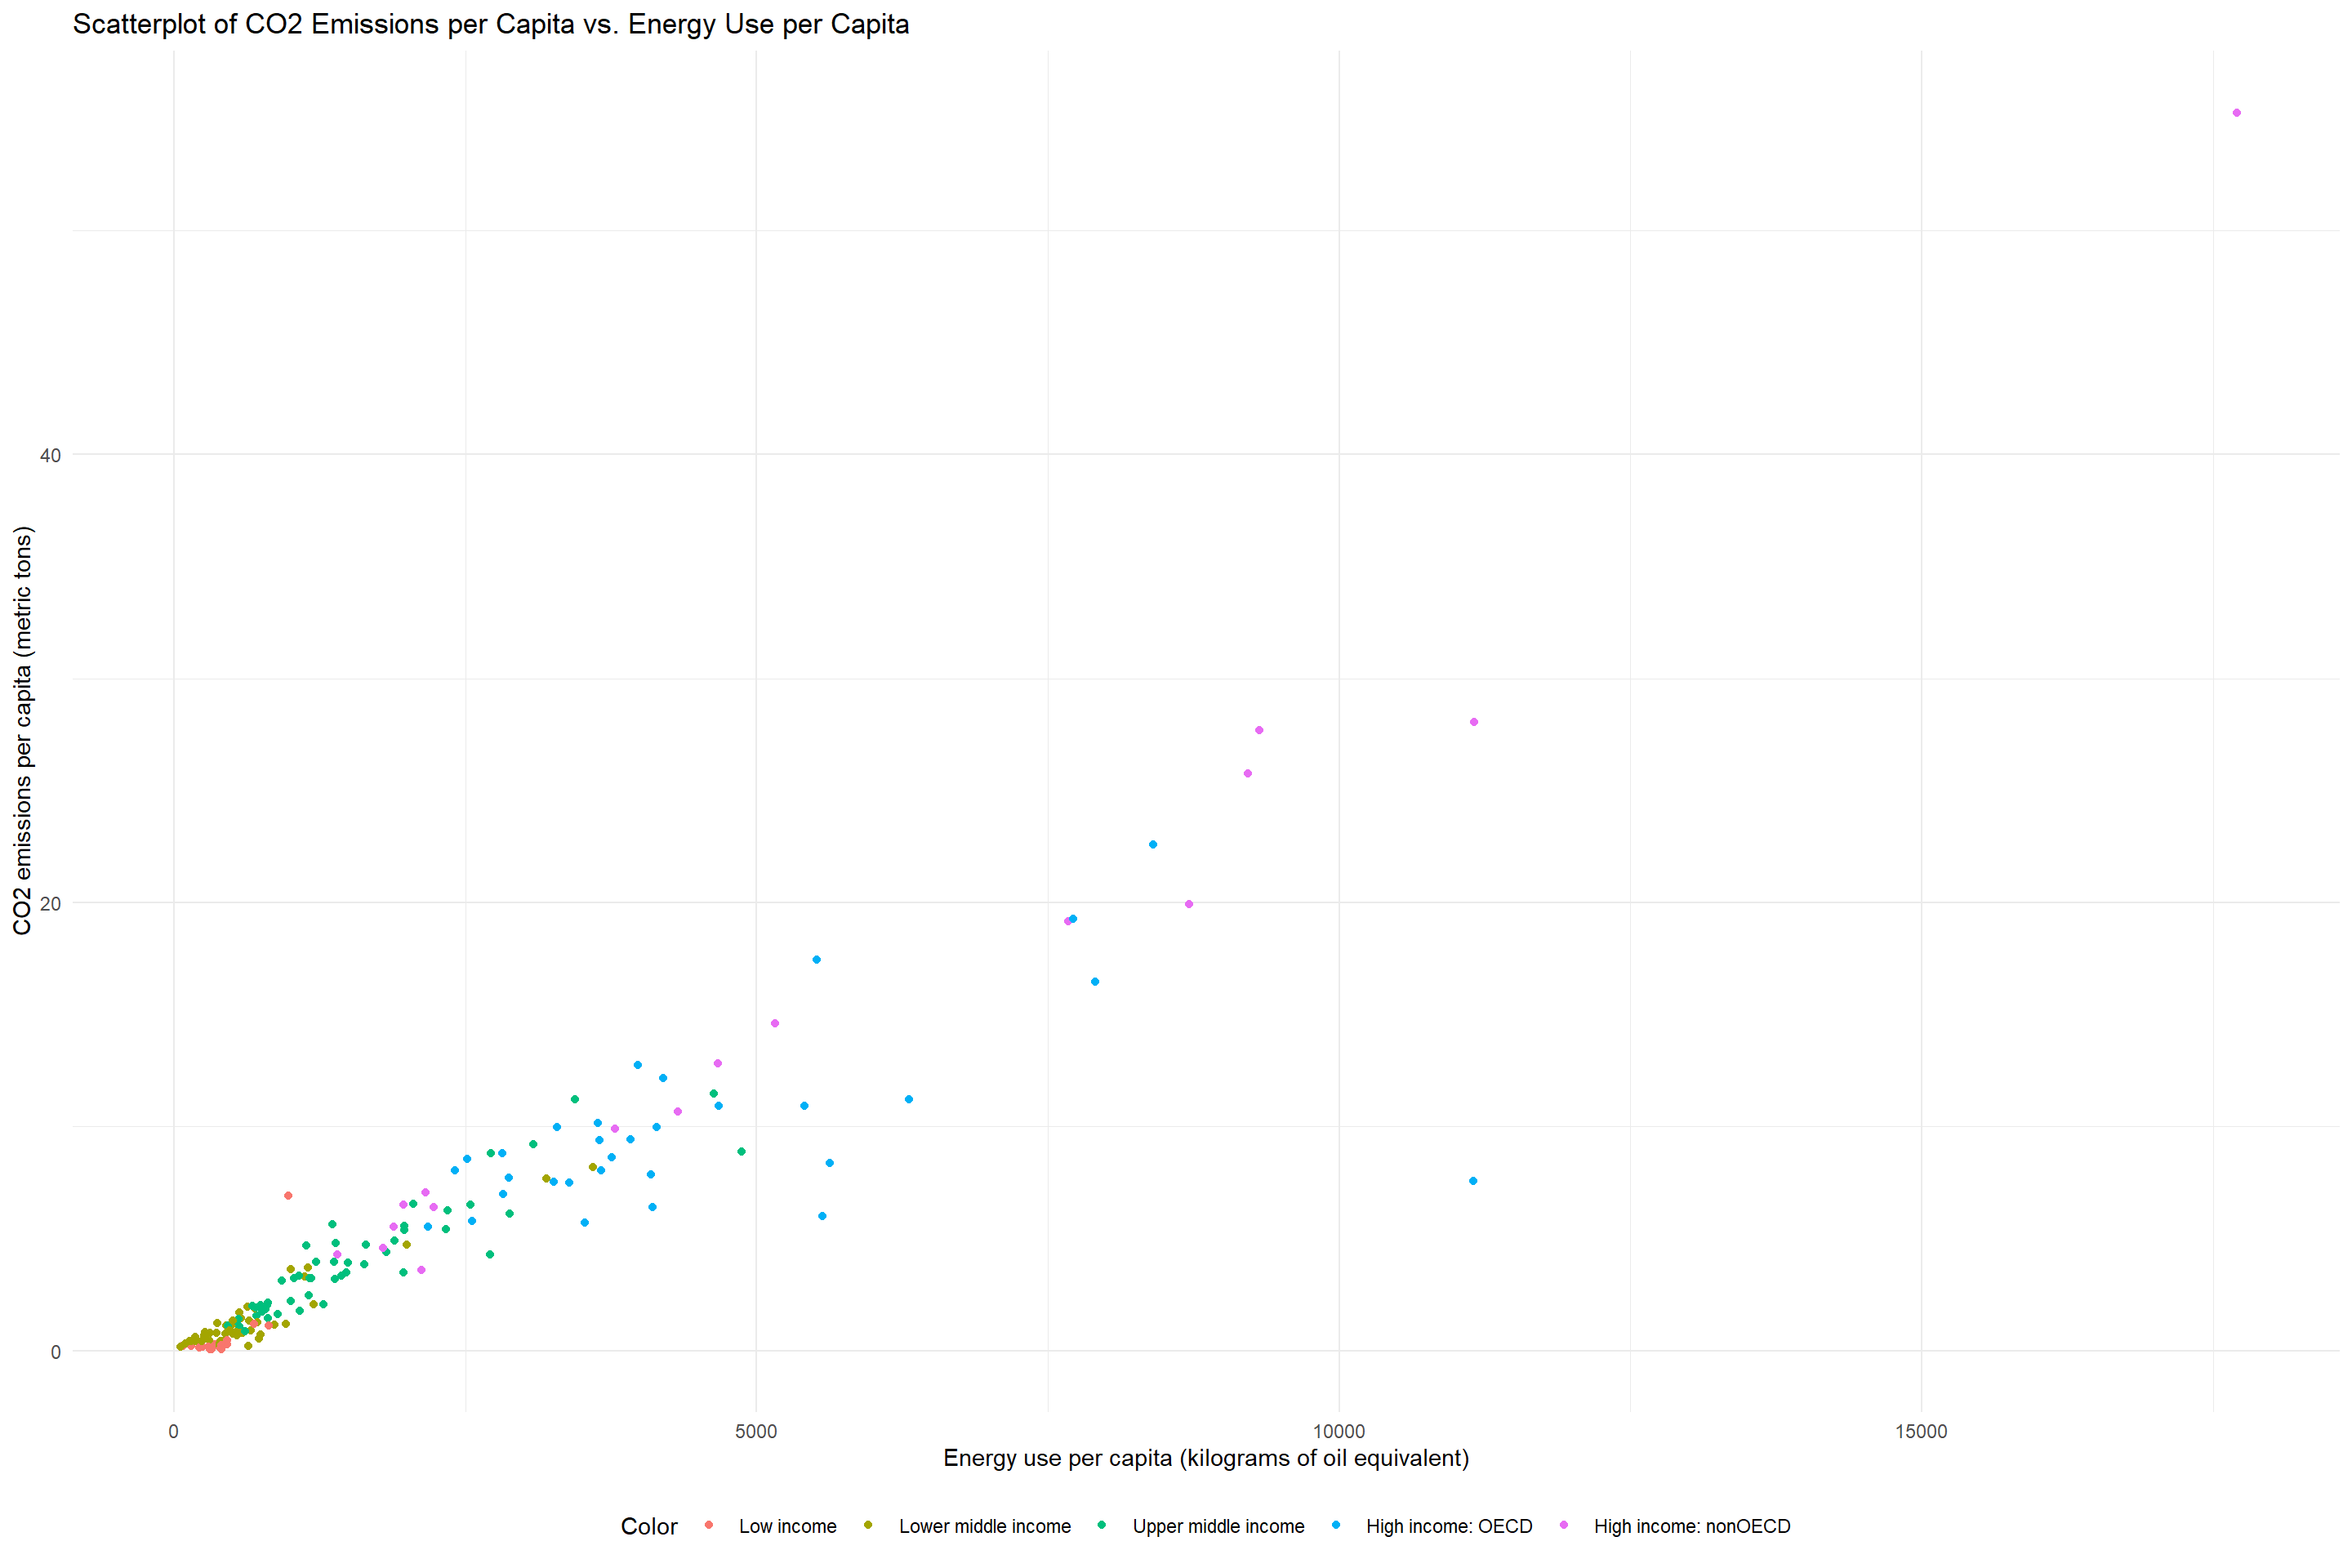 Scatterplot of CO2 Emissions per Capita vs. Energy Use per Capita
CO2 emissions per capita (metric tons)
40
20
0
0 5000 10000 15000
Energy use per capita (kilograms of oil equivalent)
Color Low income Lower middle income Upper middle income High income: OECD High income: nonOECD